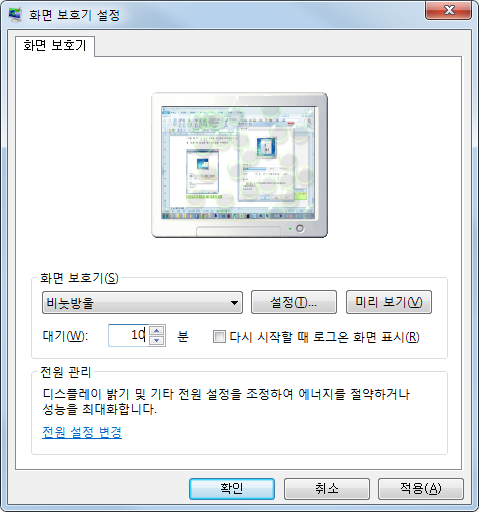 화면 보호기 설정
화면 보호기
화면 보호기(S)
비눗방울
설정(T)...
미리 보기(V)
대기(W):
10
분
다시 시작할 때 로그온 화면 표시(R)
전원 관리
디스플레이 밝기 및 기타 전원 설정을 조정하여 에너지를 절약하거나
성능을 최대화합니다.
전원 설정 변경
확인
취소
적용(A)